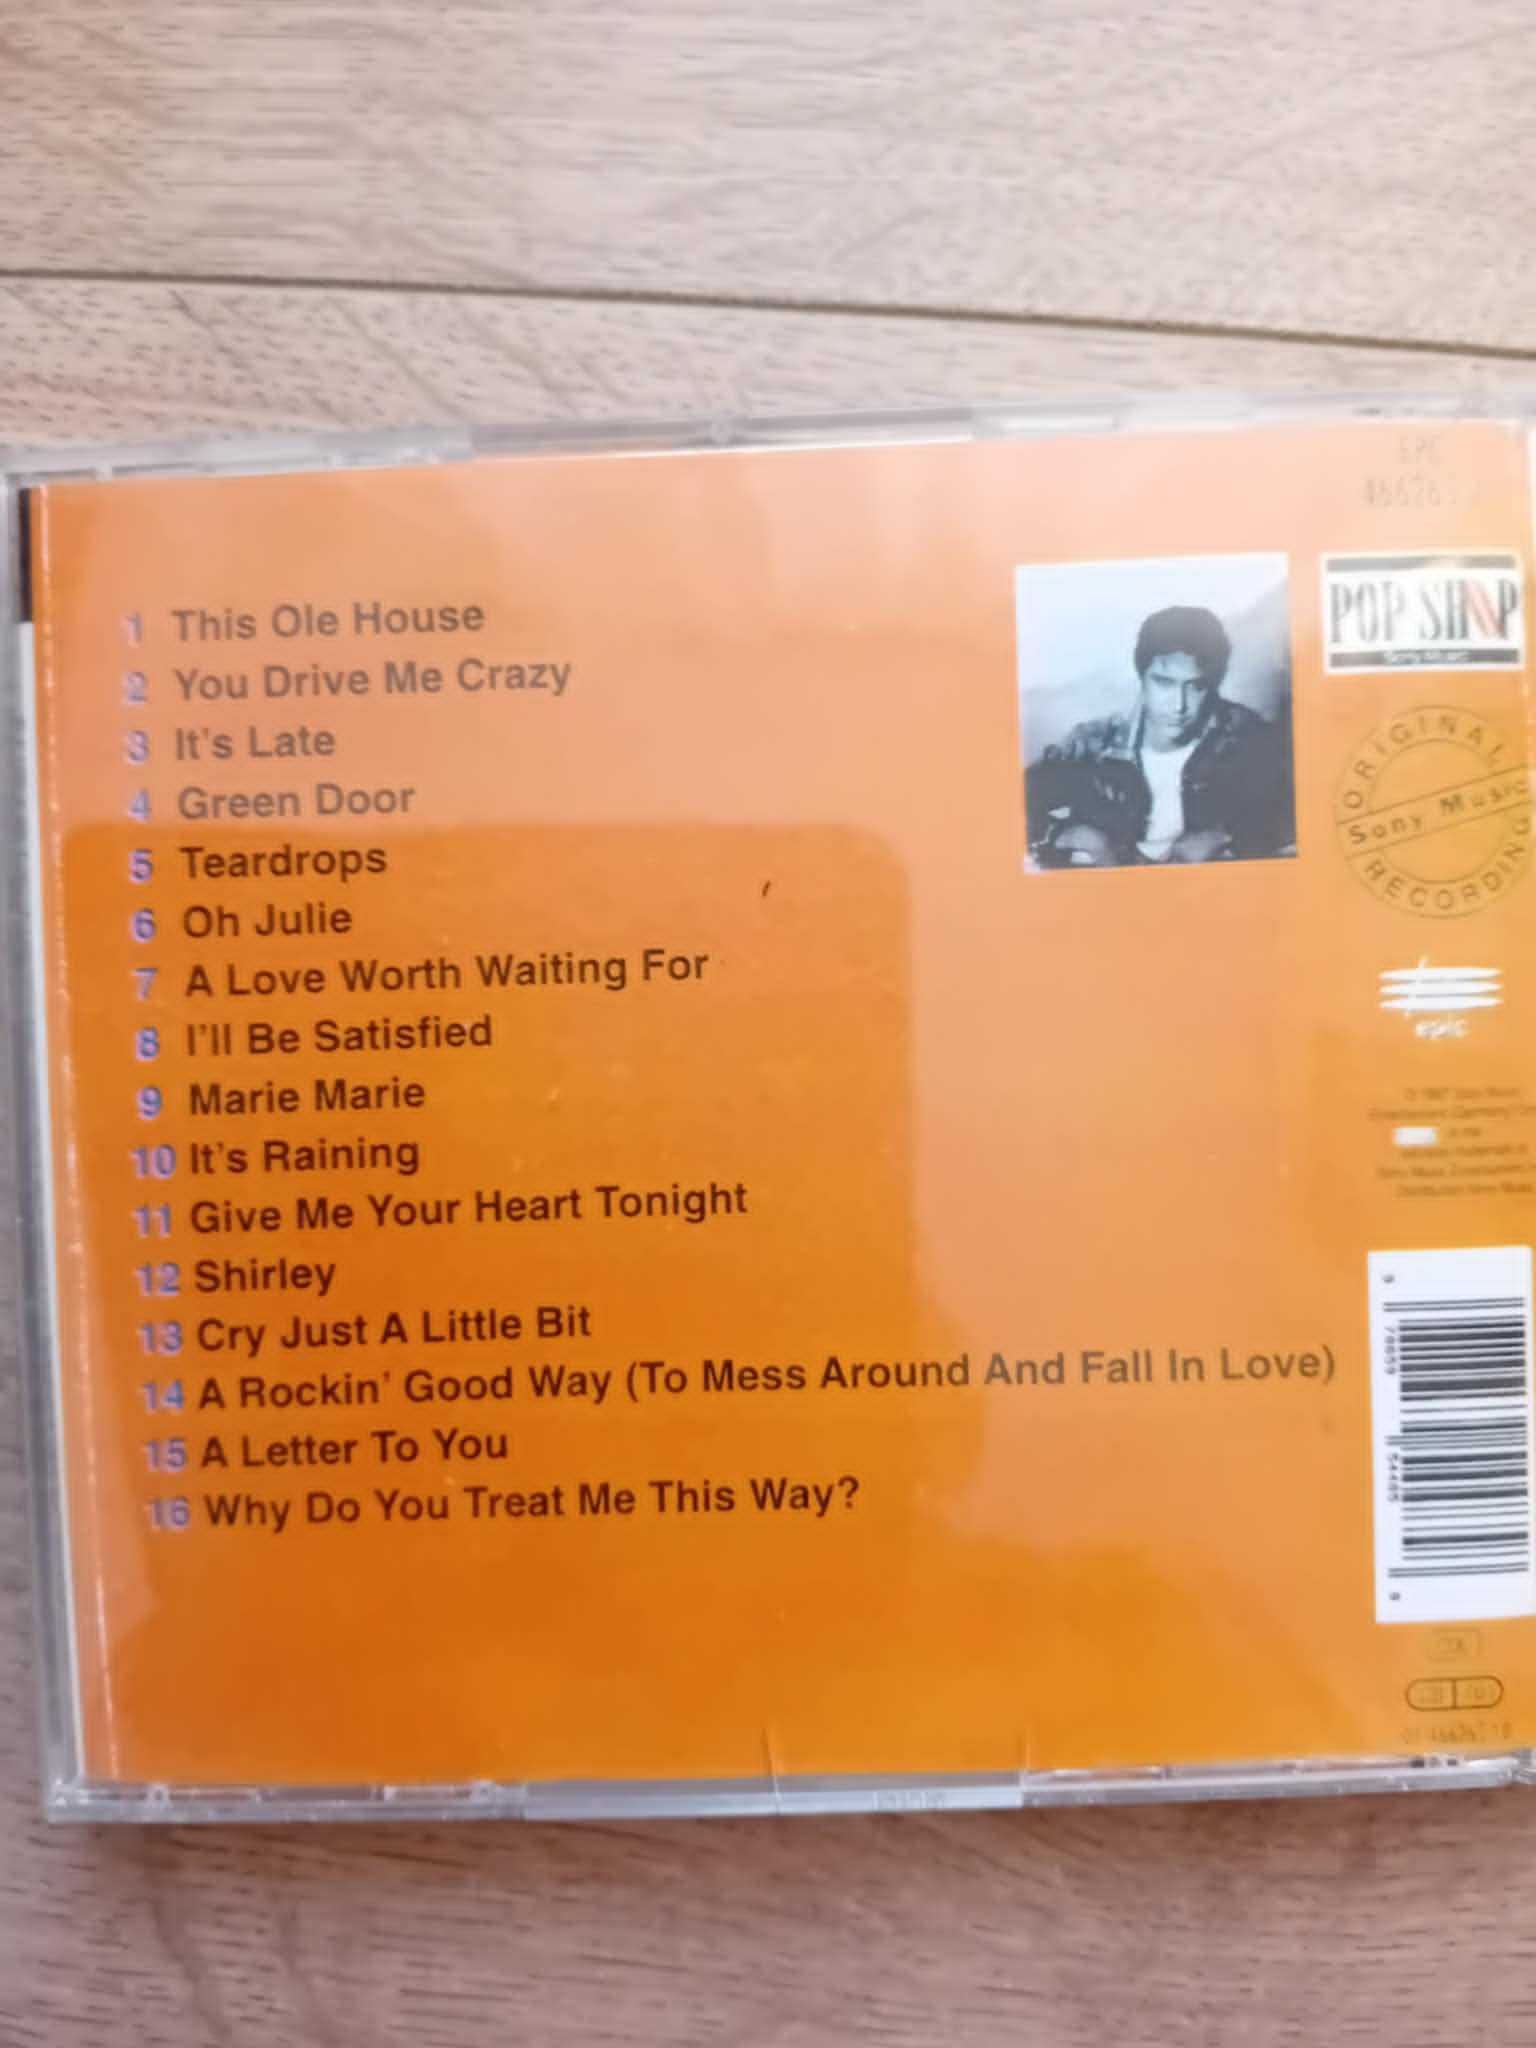 1 This Ole House
2 You Drive Me Crazy
3 It's Late
4 Green Door
5 Teardrops
6 Oh Julie
7 A Love Worth Waiting For
8 I'll Be Satisfied
9 Marie Marie
10 It's Raining
11 Give Me Your Heart Tonight
12 Shirley
13 Cry Just A Little Bit
14 A Rockin' Good Way (To Mess Around And Fall In Love)
15 A Letter To You
16 Why Do You Treat Me This Way?
EPC
POP SHOP
Sony Music
ORIGINAL
Sony Music
RECORDING
epic